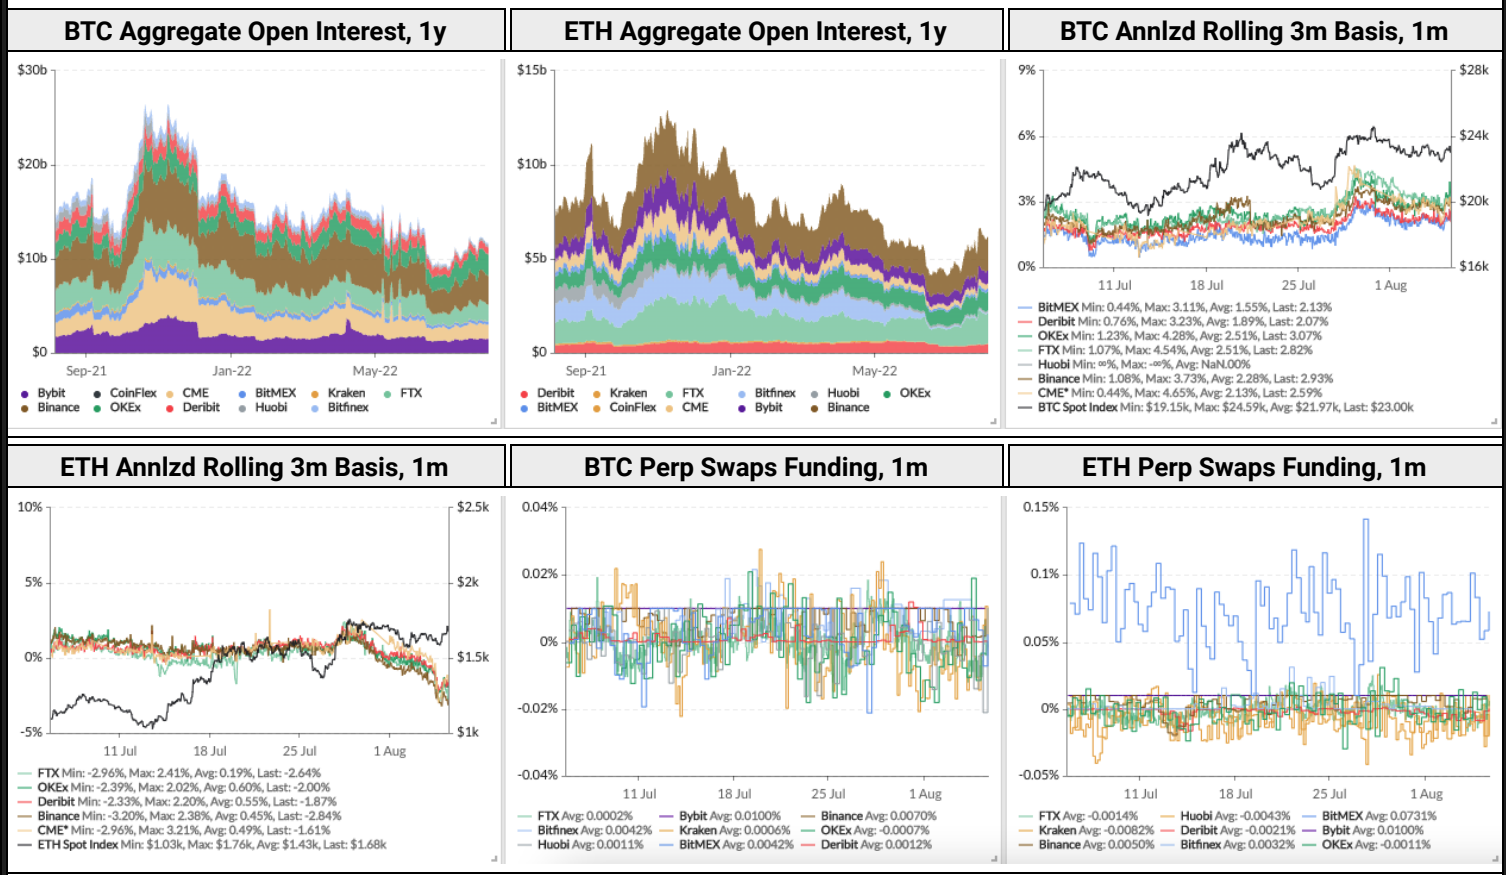 BTC Aggregate Open Interest, 1y
$30b
$20b
$10b
$0
Sep-21 Jan-22 May-22
Bybit CoinFlex CME BitMEX Kraken FTX
Binance OKEx Deribit Huobi Bitfinex
ETH Aggregate Open Interest, 1y
$15b
$10b
$5b
$0
Sep-21 Jan-22 May-22
Deribit Kraken FTX Bitfinex Huobi OKEx
BitMEX CoinFlex CME Bybit Binance
BTC Annlzd Rolling 3m Basis, 1m
9% $28k
6% $24k
3% $20k
0% $16k
11 Jul 18 Jul 25 Jul 1 Aug
BitMEX Min: 0.44%, Max: 3.11%, Avg: 1.55%, Last: 2.13%
Deribit Min: 0.76%, Max: 3.23%, Avg: 1.89%, Last: 2.07%
OKEx Min: 1.23%, Max: 4.28%, Avg: 2.51%, Last: 3.07%
FTX Min: 1.07%, Max: 4.54%, Avg: 2.51%, Last: 2.82%
Huobi Min: ∞%, Max: -∞%, Avg: NaN.00%
Binance Min: 1.08%, Max: 3.73%, Avg: 2.28%, Last: 2.93%
CME* Min: 0.44%, Max: 4.65%, Avg: 2.13%, Last: 2.59%
BTC Spot Index Min: $19.15k, Max: $24.59k, Avg: $21.97k, Last: $23.00k
ETH Annlzd Rolling 3m Basis, 1m
10% $2.5k
5% $2k
0% $1.5k
-5% $1k
11 Jul 18 Jul 25 Jul 1 Aug
FTX Min: -2.96%, Max: 2.41%, Avg: 0.19%, Last: -2.64%
OKEx Min: -2.39%, Max: 2.02%, Avg: 0.60%, Last: -2.00%
Deribit Min: -2.33%, Max: 2.20%, Avg: 0.55%, Last: -1.87%
Binance Min: -3.20%, Max: 2.38%, Avg: 0.45%, Last: -2.84%
CME* Min: -2.96%, Max: 3.21%, Avg: 0.49%, Last: -1.61%
ETH Spot Index Min: $1.03k, Max: $1.76k, Avg: $1.43k, Last: $1.68k
BTC Perp Swaps Funding, 1m
0.04%
0.02%
0%
-0.02%
-0.04%
11 Jul 18 Jul 25 Jul 1 Aug
FTX Avg: 0.0002% Bybit Avg: 0.0100% Binance Avg: 0.0070%
Bitfinex Avg: 0.0042% Kraken Avg: 0.0006% OKEx Avg: -0.0007%
Huobi Avg: 0.0011% BitMEX Avg: 0.0042% Deribit Avg: 0.0012%
ETH Perp Swaps Funding, 1m
0.15%
0.1%
0.05%
0%
-0.05%
11 Jul 18 Jul 25 Jul 1 Aug
FTX Avg: -0.0014% Huobi Avg: -0.0043% BitMEX Avg: 0.0731%
Kraken Avg: -0.0082% Deribit Avg: -0.0021% Bybit Avg: 0.0100%
Binance Avg: 0.0050% Bitfinex Avg: 0.0032% OKEx Avg: -0.0011%